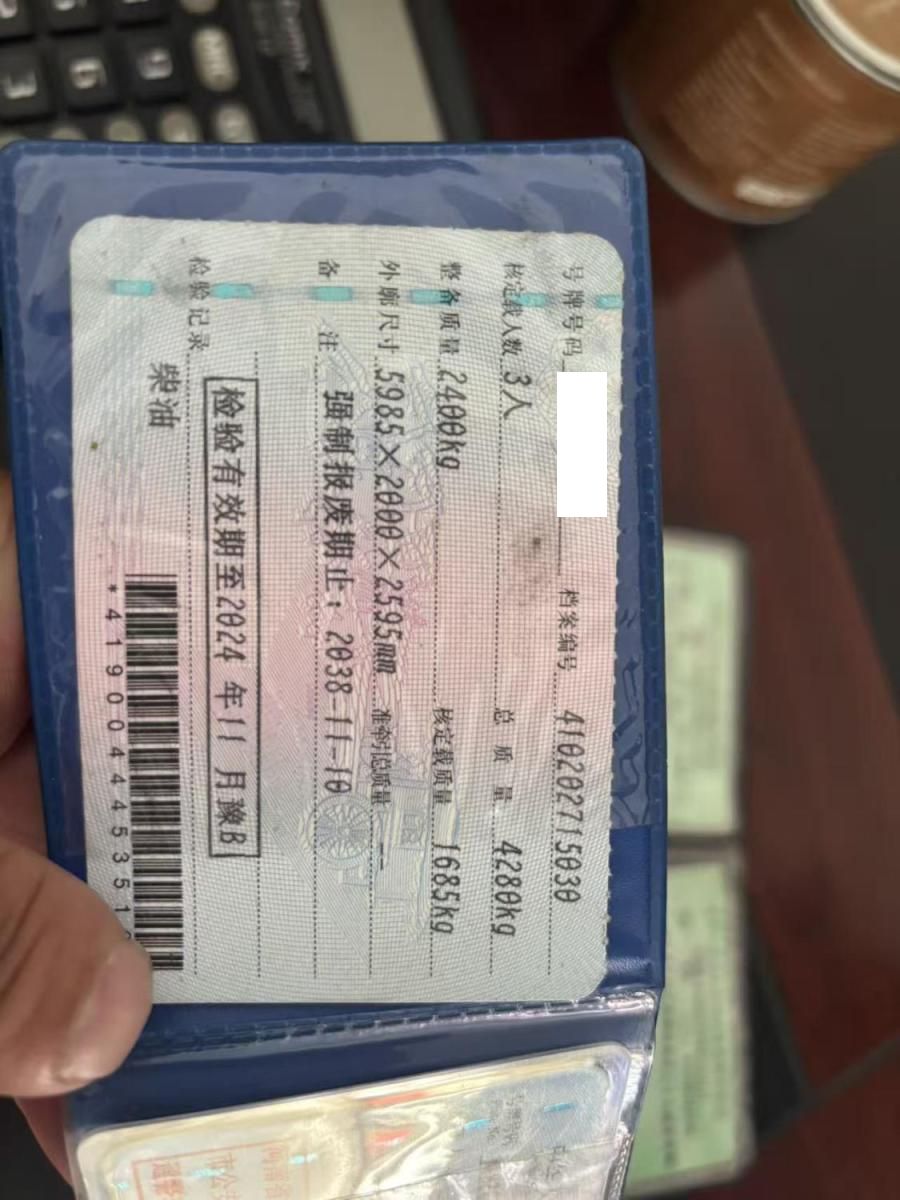 号牌号码 档案编号 410202715030
核定载人数 3人 总质量 4280kg
整备质量 2400kg 核定载质量 1685kg
外廓尺寸 5985×2000×2595mm 准牵引总质量 --
备注 强制报废期止：2038-11-10
检验记录 检验有效期至2024年11月豫B
柴油
*419004445351